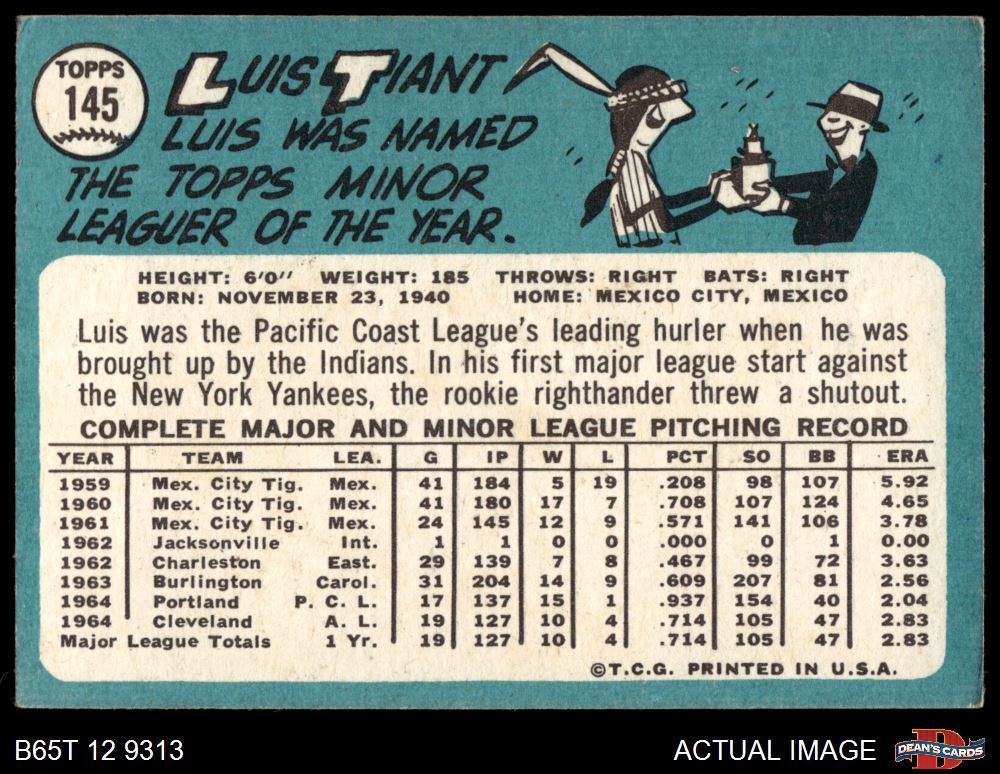 TOPPS
145
LUIS TIANT
LUIS WAS NAMED
THE TOPPS MINOR
LEAGUER OF THE YEAR.
HEIGHT: 6'0" WEIGHT: 185 THROWS: RIGHT BATS: RIGHT
BORN: NOVEMBER 23, 1940 HOME: MEXICO CITY, MEXICO
Luis was the Pacific Coast League's leading hurler when he was
brought up by the Indians. In his first major league start against
the New York Yankees, the rookie righthander threw a shutout.
COMPLETE MAJOR AND MINOR LEAGUE PITCHING RECORD
YEAR TEAM LEA. G IP W L PCT SO BB ERA
1959 Mex. City Tig. Mex. 41 184 5 19 .208 98 107 5.92
1960 Mex. City Tig. Mex. 41 180 17 7 .708 107 124 4.65
1961 Mex. City Tig. Mex. 24 145 12 9 .571 141 106 3.78
1962 Jacksonville Int. 1 1 0 0 .000 0 1 0.00
1962 Charleston East. 29 139 7 8 .467 99 72 3.63
1963 Burlington Carol. 31 204 14 9 .609 207 81 2.56
1964 Portland P. C. L. 17 137 15 1 .937 154 40 2.04
1964 Cleveland A. L. 19 127 10 4 .714 105 47 2.83
Major League Totals 1 Yr. 19 127 10 4 .714 105 47 2.83
©T.C.G. PRINTED IN U.S.A.
B65T 12 9313
ACTUAL IMAGE
D
DEAN'S CARDS